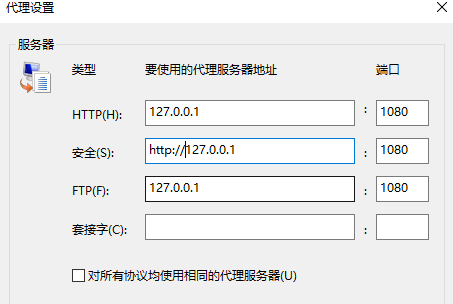 代理设置
服务器
类型 要使用的代理服务器地址 端口
HTTP(H): 127.0.0.1 : 1080
安全(S): http://127.0.0.1 : 1080
FTP(F): 127.0.0.1 : 1080
套接字(C): :
对所有协议均使用相同的代理服务器(U)